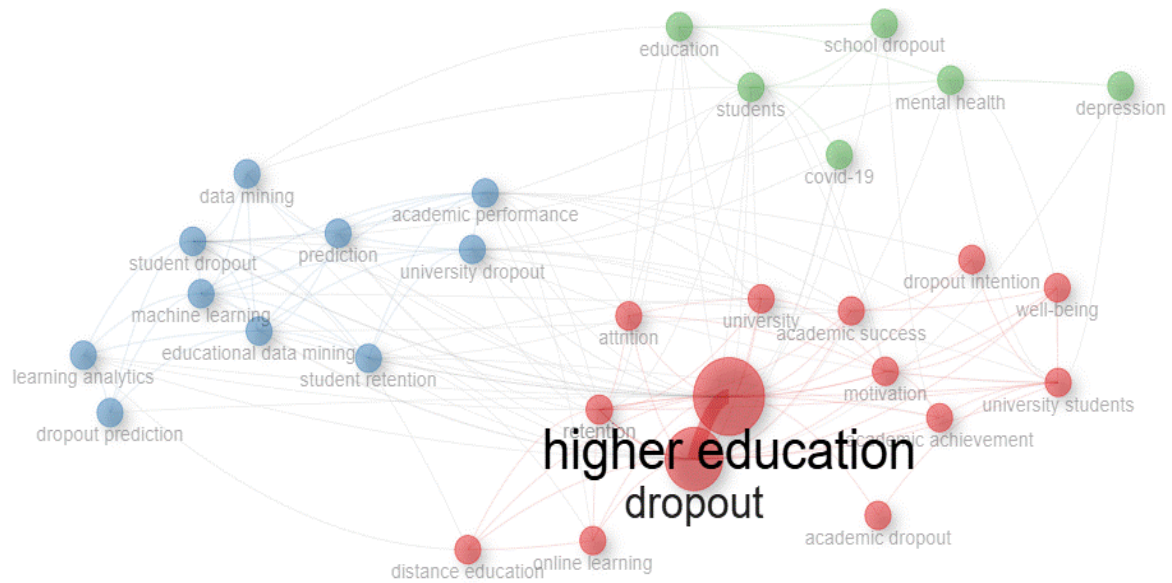 education
school dropout
students
mental health
depression
covid-19
data mining
academic performance
student dropout
prediction
university dropout
dropout intention
machine learning
well-being
attrition
university
academic success
educational data mining
learning analytics
student retention
motivation
university students
dropout prediction
retention
academic achievement
higher education
dropout
academic dropout
distance education
online learning